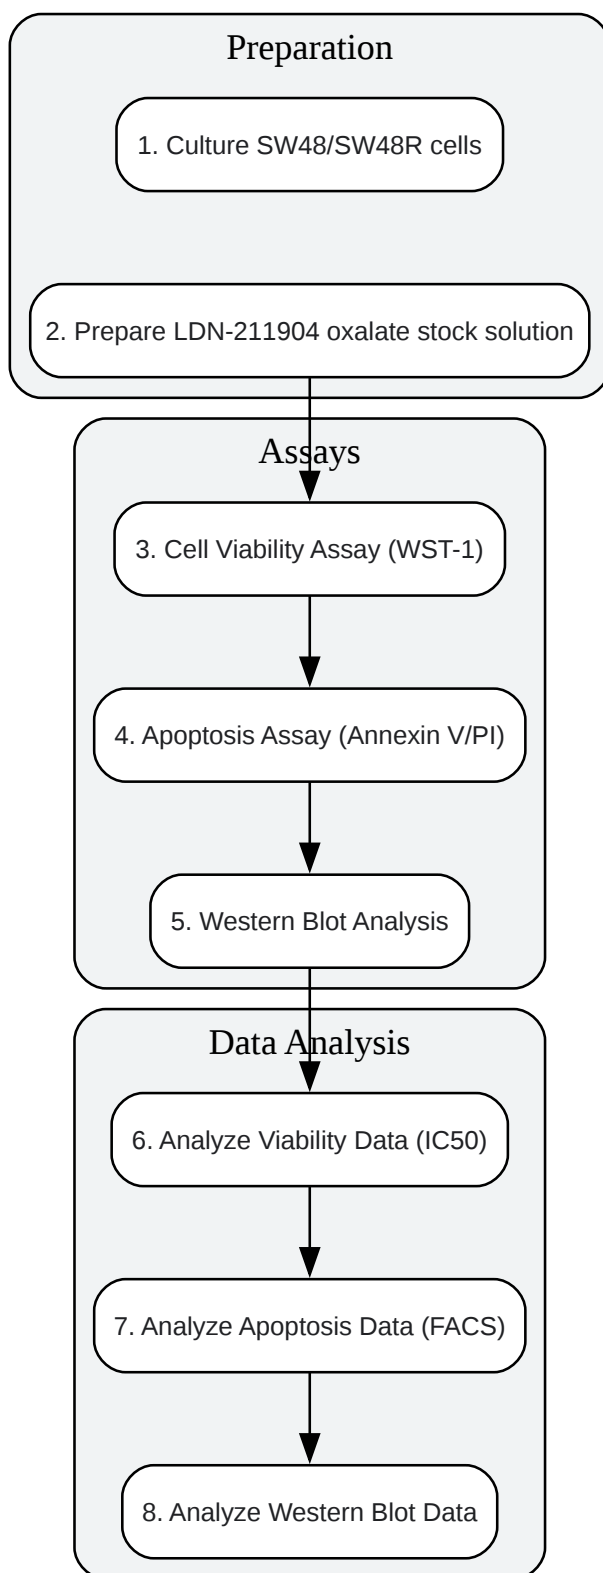 Preparation
1. Culture SW48/SW48R cells
2. Prepare LDN-211904 oxalate stock solution
Assays
3. Cell Viability Assay (WST-1)
4. Apoptosis Assay (Annexin V/PI)
5. Western Blot Analysis
Data Analysis
6. Analyze Viability Data (IC50)
7. Analyze Apoptosis Data (FACS)
8. Analyze Western Blot Data